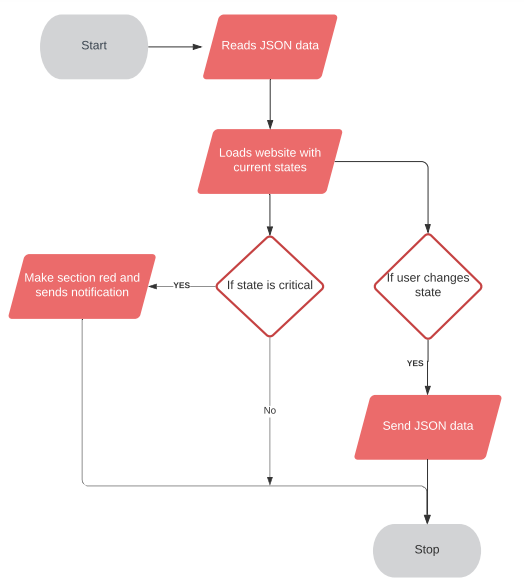 Start
Reads JSON data
Loads website with
current states
Make section red and
sends notification
YES
If state is critical
If user changes
state
YES
No
Send JSON data
Stop